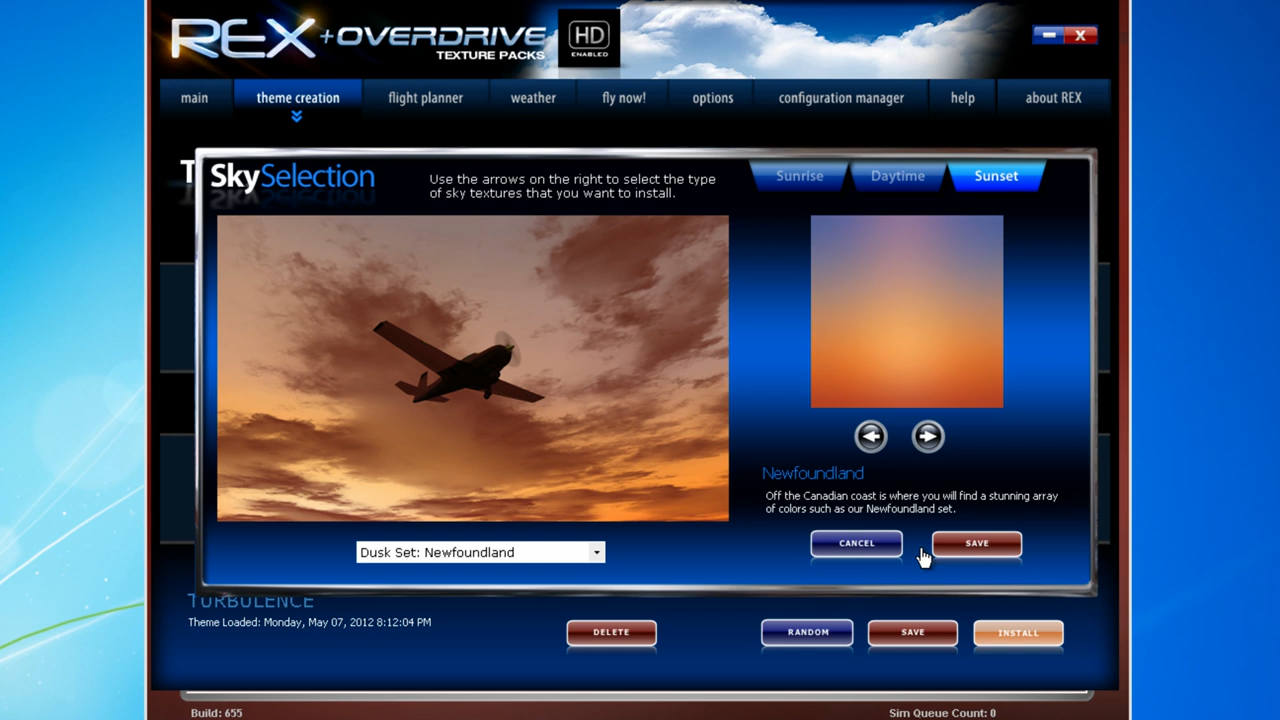 REX + OVERDRIVE
TEXTURE PACKS
HD
ENABLED
X
main
theme creation
flight planner
weather
fly now!
options
configuration manager
help
about REX
T
SkySelection
Use the arrows on the right to select the type
of sky textures that you want to install.
Sunrise
Daytime
Sunset
Newfoundland
Off the Canadian coast is where you will find a stunning array
of colors such as our Newfoundland set.
Dusk Set: Newfoundland
CANCEL
SAVE
TURBULENCE
Theme Loaded: Monday, May 07, 2012 8:12:04 PM
DELETE
RANDOM
SAVE
INSTALL
Build: 655
Sim Queue Count: 0